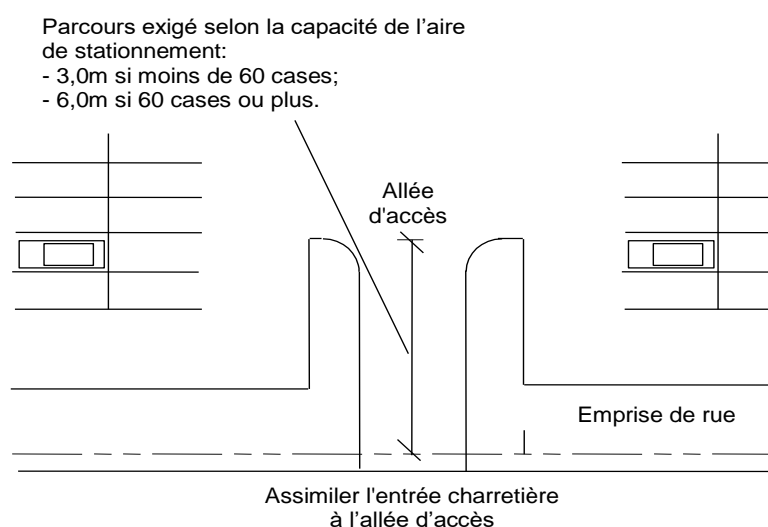 Parcours exigé selon la capacité de l’aire
de stationnement:
- 3,0m si moins de 60 cases;
- 6,0m si 60 cases ou plus.
Allée
d'accès
Emprise de rue
Assimiler l'entrée charretière
à l’allée d’accès